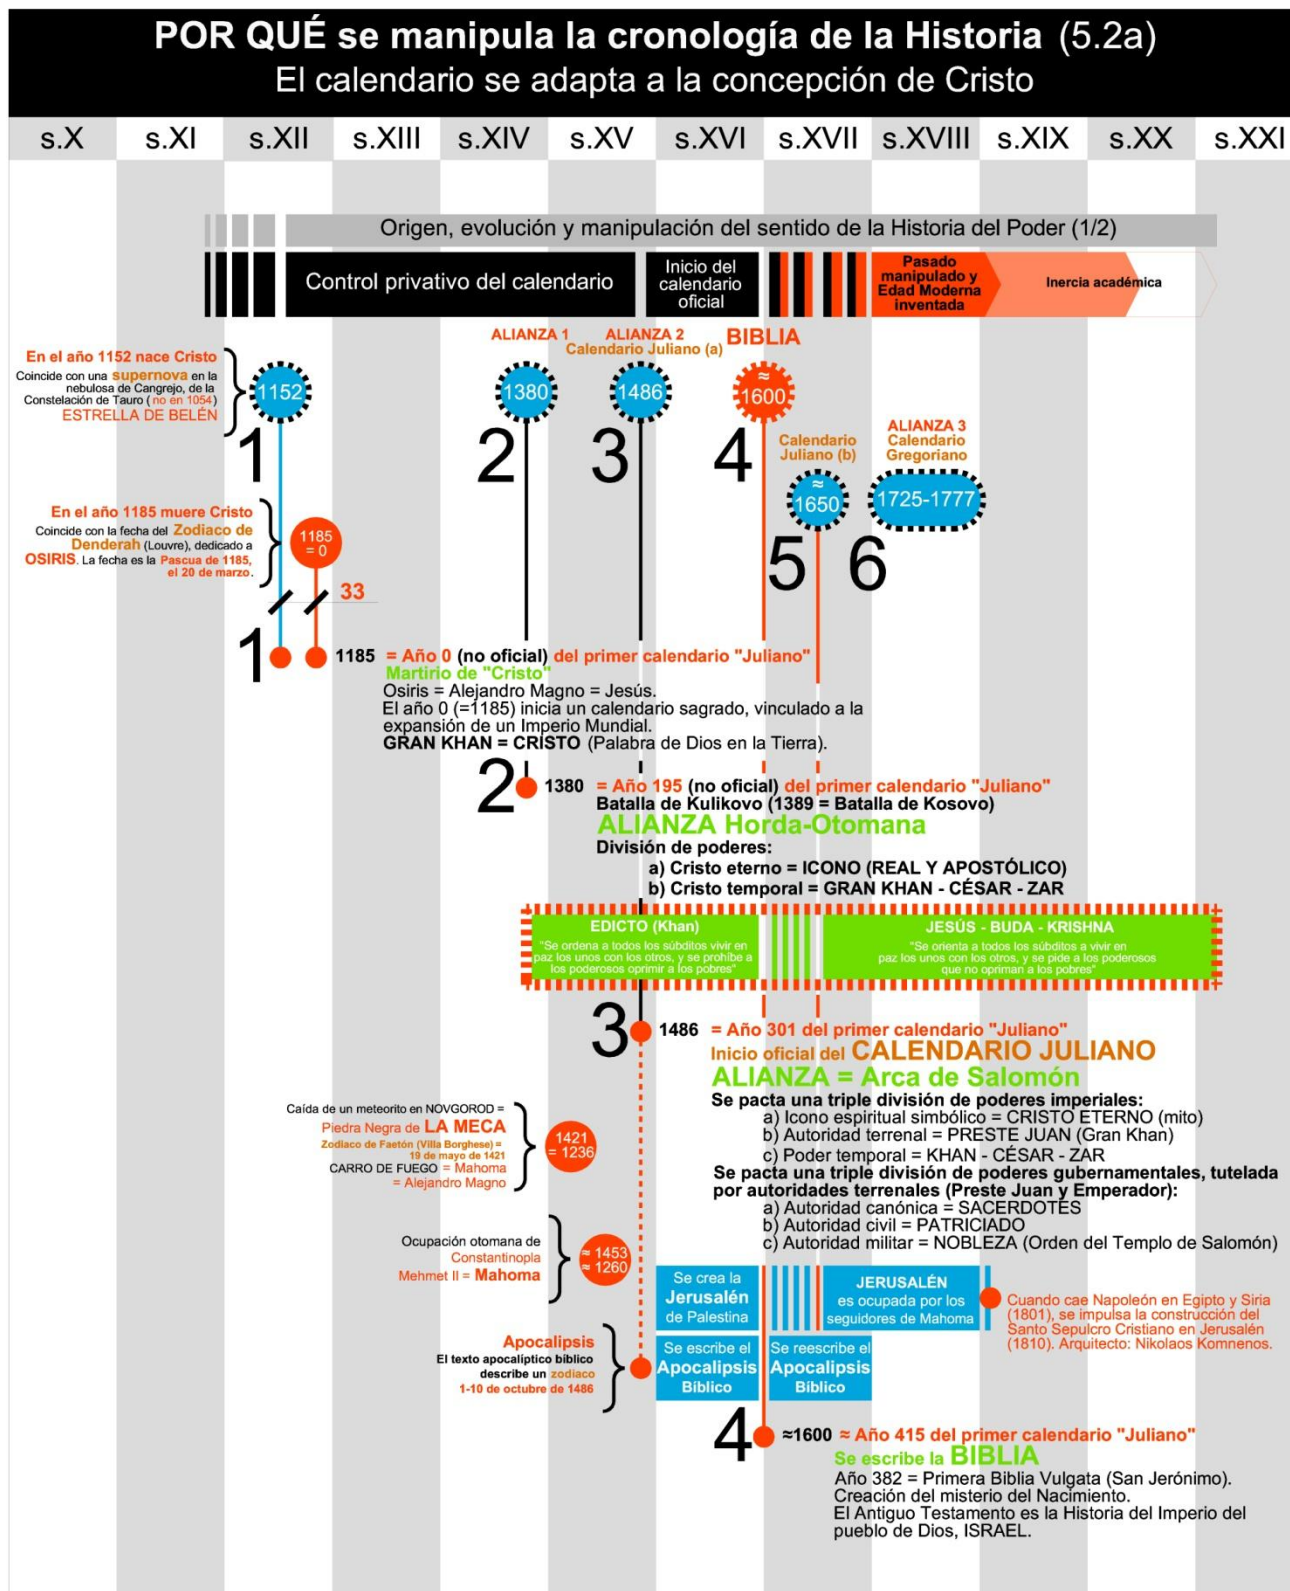 POR QUÉ se manipula la cronología de la Historia (5.2a)
El calendario se adapta a la concepción de Cristo
s.X s.XI s.XII s.XIII s.XIV s.XV s.XVI s.XVII s.XVIII s.XIX s.XX s.XXI
Origen, evolución y manipulación del sentido de la Historia del Poder (1/2)
Control privativo del calendario
Inicio del
calendario
oficial
Pasado
manipulado y
Edad Moderna
inventada
Inercia académica
En el año 1152 nace Cristo
Coincide con una supernova en la
nebulosa de Cangrejo, de la
Constelación de Tauro (no en 1054)
ESTRELLA DE BELÉN
1152
1
ALIANZA 1
1380
2
ALIANZA 2
Calendario Juliano (a)
1486
3
BIBLIA
≈
1600
4
Calendario
Juliano (b)
≈
1650
5
ALIANZA 3
Calendario
Gregoriano
1725-1777
6
En el año 1185 muere Cristo
Coincide con la fecha del Zodiaco de
Denderah (Louvre), dedicado a
OSIRIS. La fecha es la Pascua de 1185,
el 20 de marzo.
1185
= 0
33
1
1185 = Año 0 (no oficial) del primer calendario "Juliano"
Martirio de "Cristo"
Osiris = Alejandro Magno = Jesús.
El año 0 (=1185) inicia un calendario sagrado, vinculado a la
expansión de un Imperio Mundial.
GRAN KHAN = CRISTO (Palabra de Dios en la Tierra).
2
1380 = Año 195 (no oficial) del primer calendario "Juliano"
Batalla de Kulikovo (1389 = Batalla de Kosovo)
ALIANZA Horda-Otomana
División de poderes:
a) Cristo eterno = ICONO (REAL Y APOSTÓLICO)
b) Cristo temporal = GRAN KHAN - CÉSAR - ZAR
EDICTO (Khan)
"Se ordena a todos los súbditos vivir en
paz los unos con los otros, y se prohíbe a
los poderosos oprimir a los pobres"
JESÚS - BUDA - KRISHNA
"Se orienta a todos los súbditos a vivir en
paz los unos con los otros, y se pide a los poderosos
que no opriman a los pobres"
3
1486 = Año 301 del primer calendario "Juliano"
Inicio oficial del CALENDARIO JULIANO
ALIANZA = Arca de Salomón
Se pacta una triple división de poderes imperiales:
a) Icono espiritual simbólico = CRISTO ETERNO (mito)
b) Autoridad terrenal = PRESTE JUAN (Gran Khan)
c) Poder temporal = KHAN - CÉSAR - ZAR
Se pacta una triple división de poderes gubernamentales, tutelada
por autoridades terrenales (Preste Juan y Emperador):
a) Autoridad canónica = SACERDOTES
b) Autoridad civil = PATRICIADO
c) Autoridad militar = NOBLEZA (Orden del Templo de Salomón)
Caída de un meteorito en NOVGOROD =
Piedra Negra de LA MECA
Zodiaco de Faetón (Villa Borghese) =
19 de mayo de 1421
CARRO DE FUEGO = Mahoma
= Alejandro Magno
1421
= 1236
Ocupación otomana de
Constantinopla
Mehmet II = Mahoma
≈ 1453
≈ 1260
Se crea la
Jerusalén
de Palestina
JERUSALÉN
es ocupada por los
seguidores de Mahoma
Cuando cae Napoleón en Egipto y Siria
(1801), se impulsa la construcción del
Santo Sepulcro Cristiano en Jerusalén
(1810). Arquitecto: Nikolaos Komnenos.
Apocalipsis
El texto apocalíptico bíblico
describe un zodiaco
1-10 de octubre de 1486
Se escribe el
Apocalipsis
Bíblico
Se reescribe el
Apocalipsis
Bíblico
4
≈1600 ≈ Año 415 del primer calendario "Juliano"
Se escribe la BIBLIA
Año 382 = Primera Biblia Vulgata (San Jerónimo).
Creación del misterio del Nacimiento.
El Antiguo Testamento es la Historia del Imperio del
pueblo de Dios, ISRAEL.